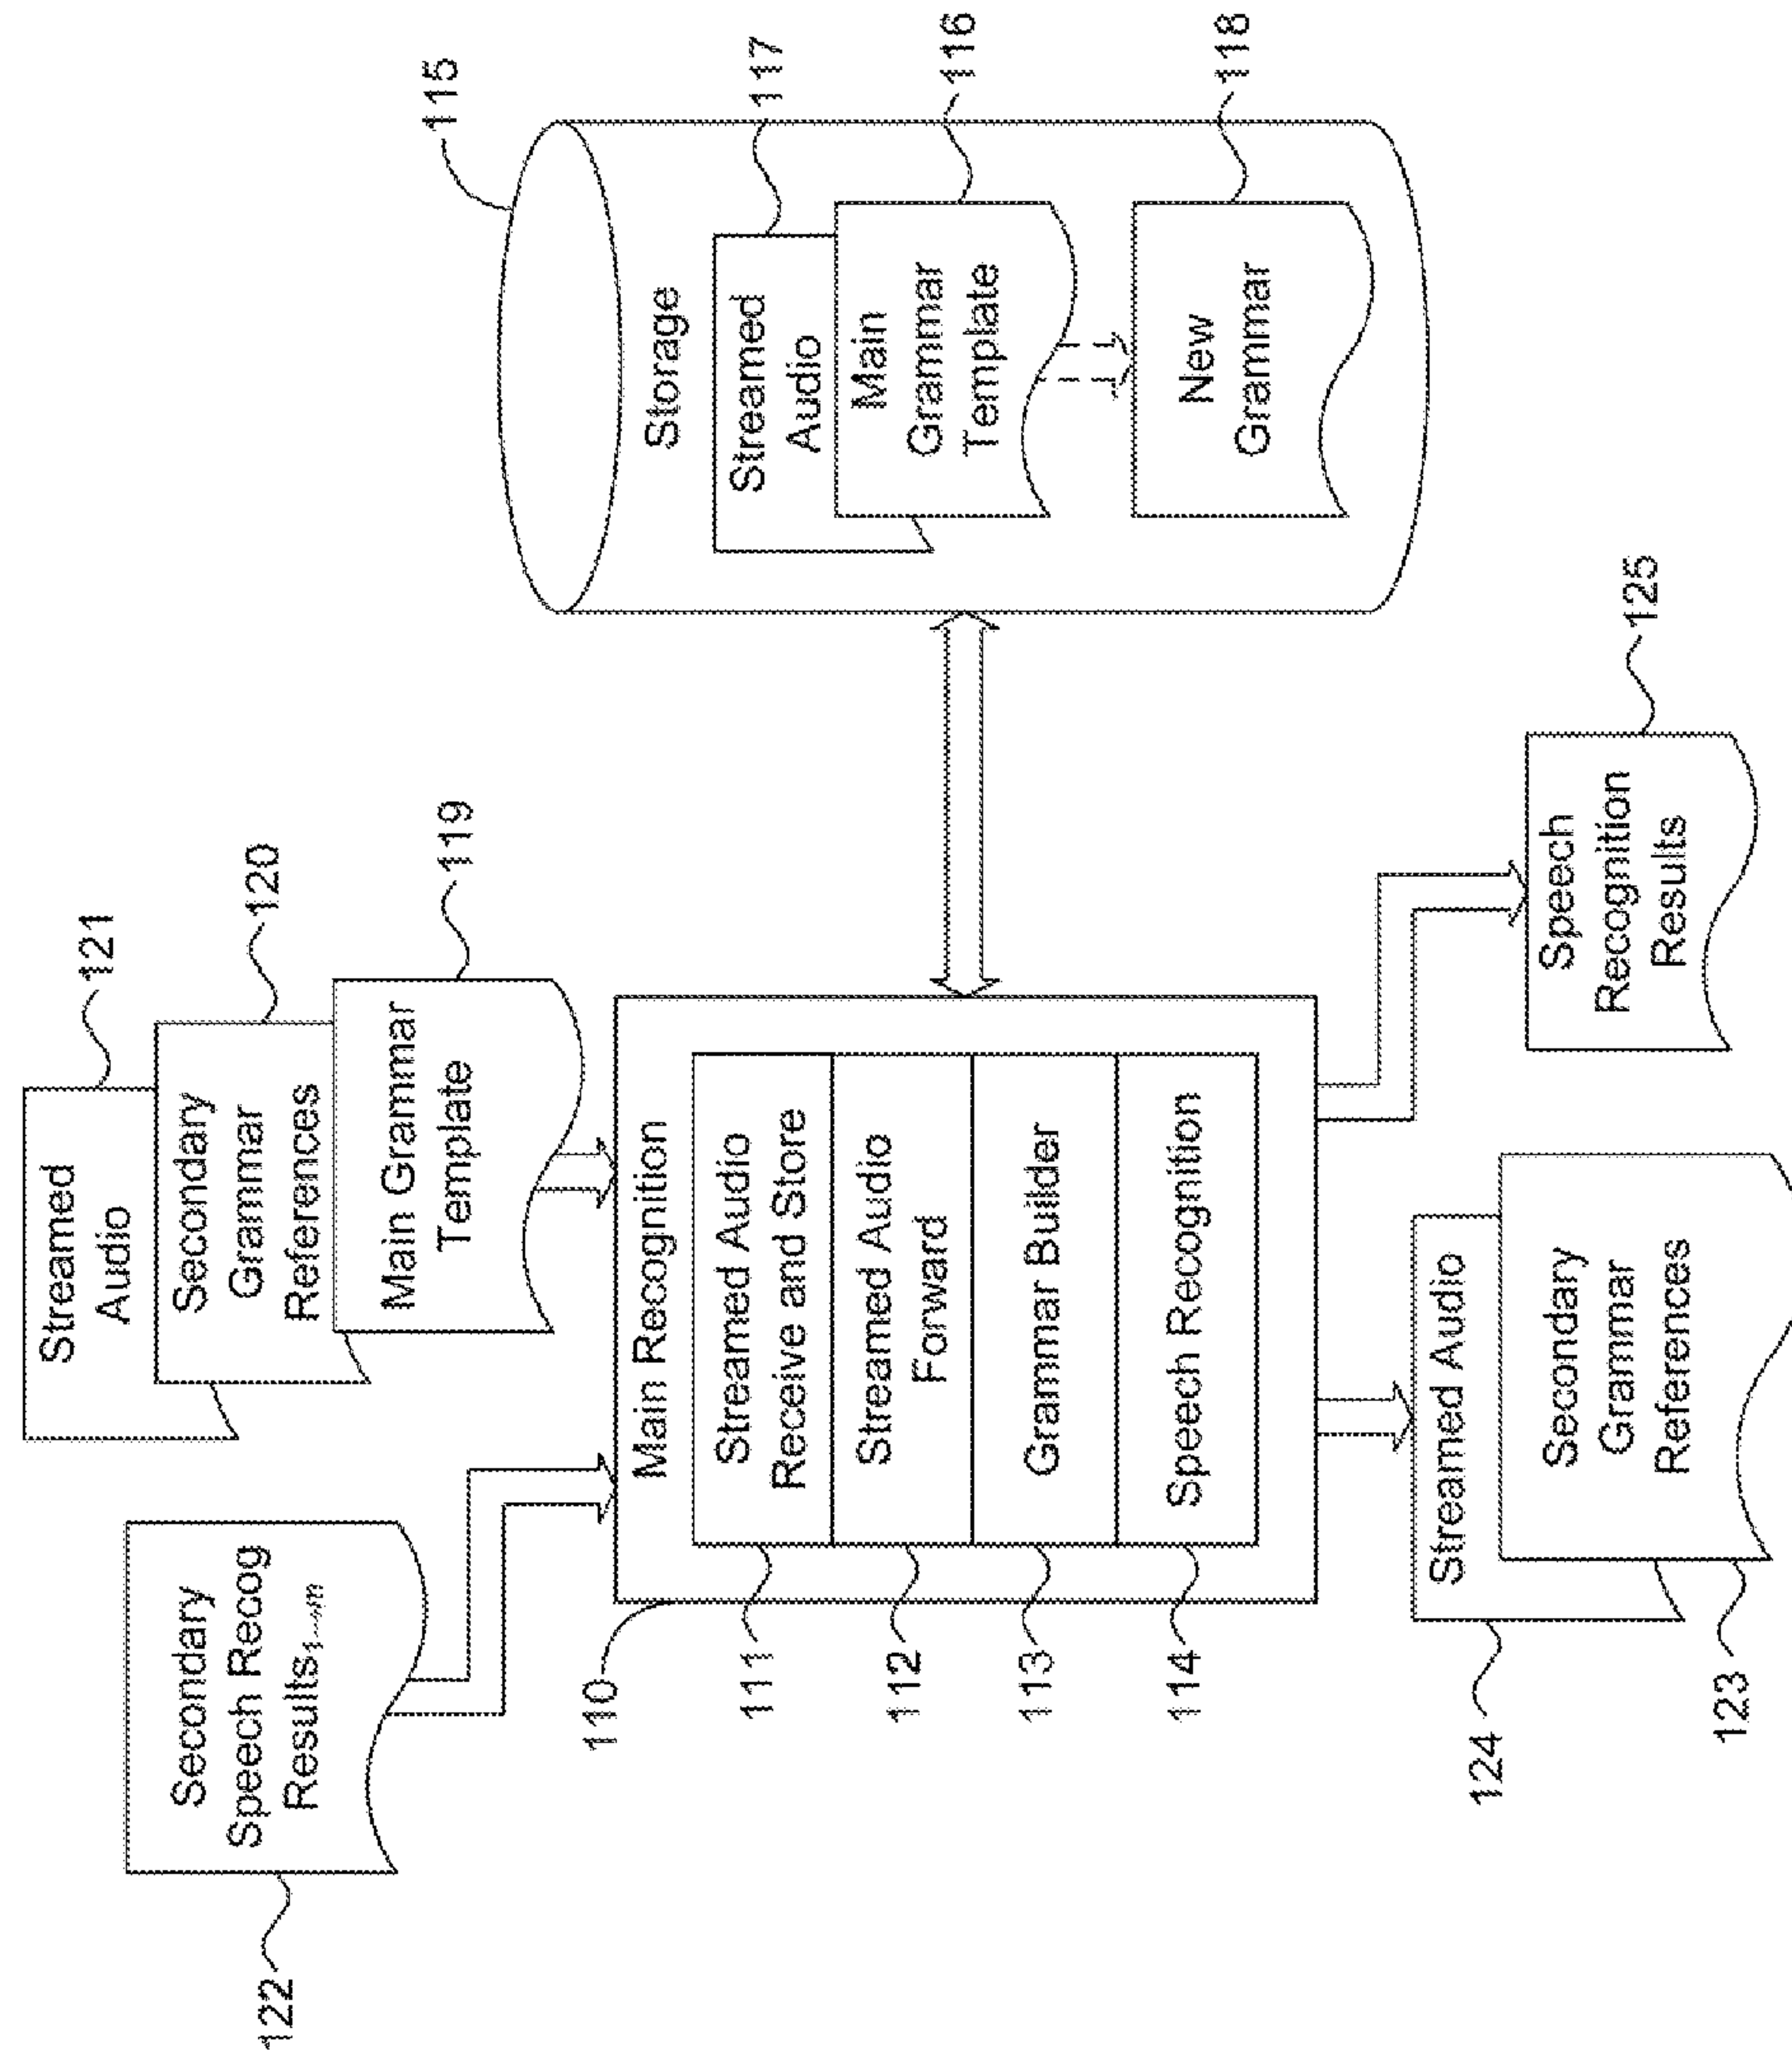 122
Secondary
Speech Recog
Results1→m
121
Streamed
Audio
120
Secondary
Grammar
References
119
Main Grammar
Template
110
Main Recognition
111
Streamed Audio
Receive and Store
112
Streamed Audio
Forward
113
Grammar Builder
114
Speech Recognition
115
Storage
117
Streamed
Audio
116
Main
Grammar
Template
118
New
Grammar
124
Streamed Audio
123
Secondary
Grammar
References
125
Speech
Recognition
Results